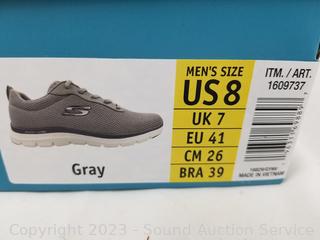 MEN'S SIZE
US 8
UK 7
EU 41
CM 26
BRA 39
ITM. / ART.
1609737
Gray
MADE IN VIETNAM
Copyright 2023 - Sound Auction Service